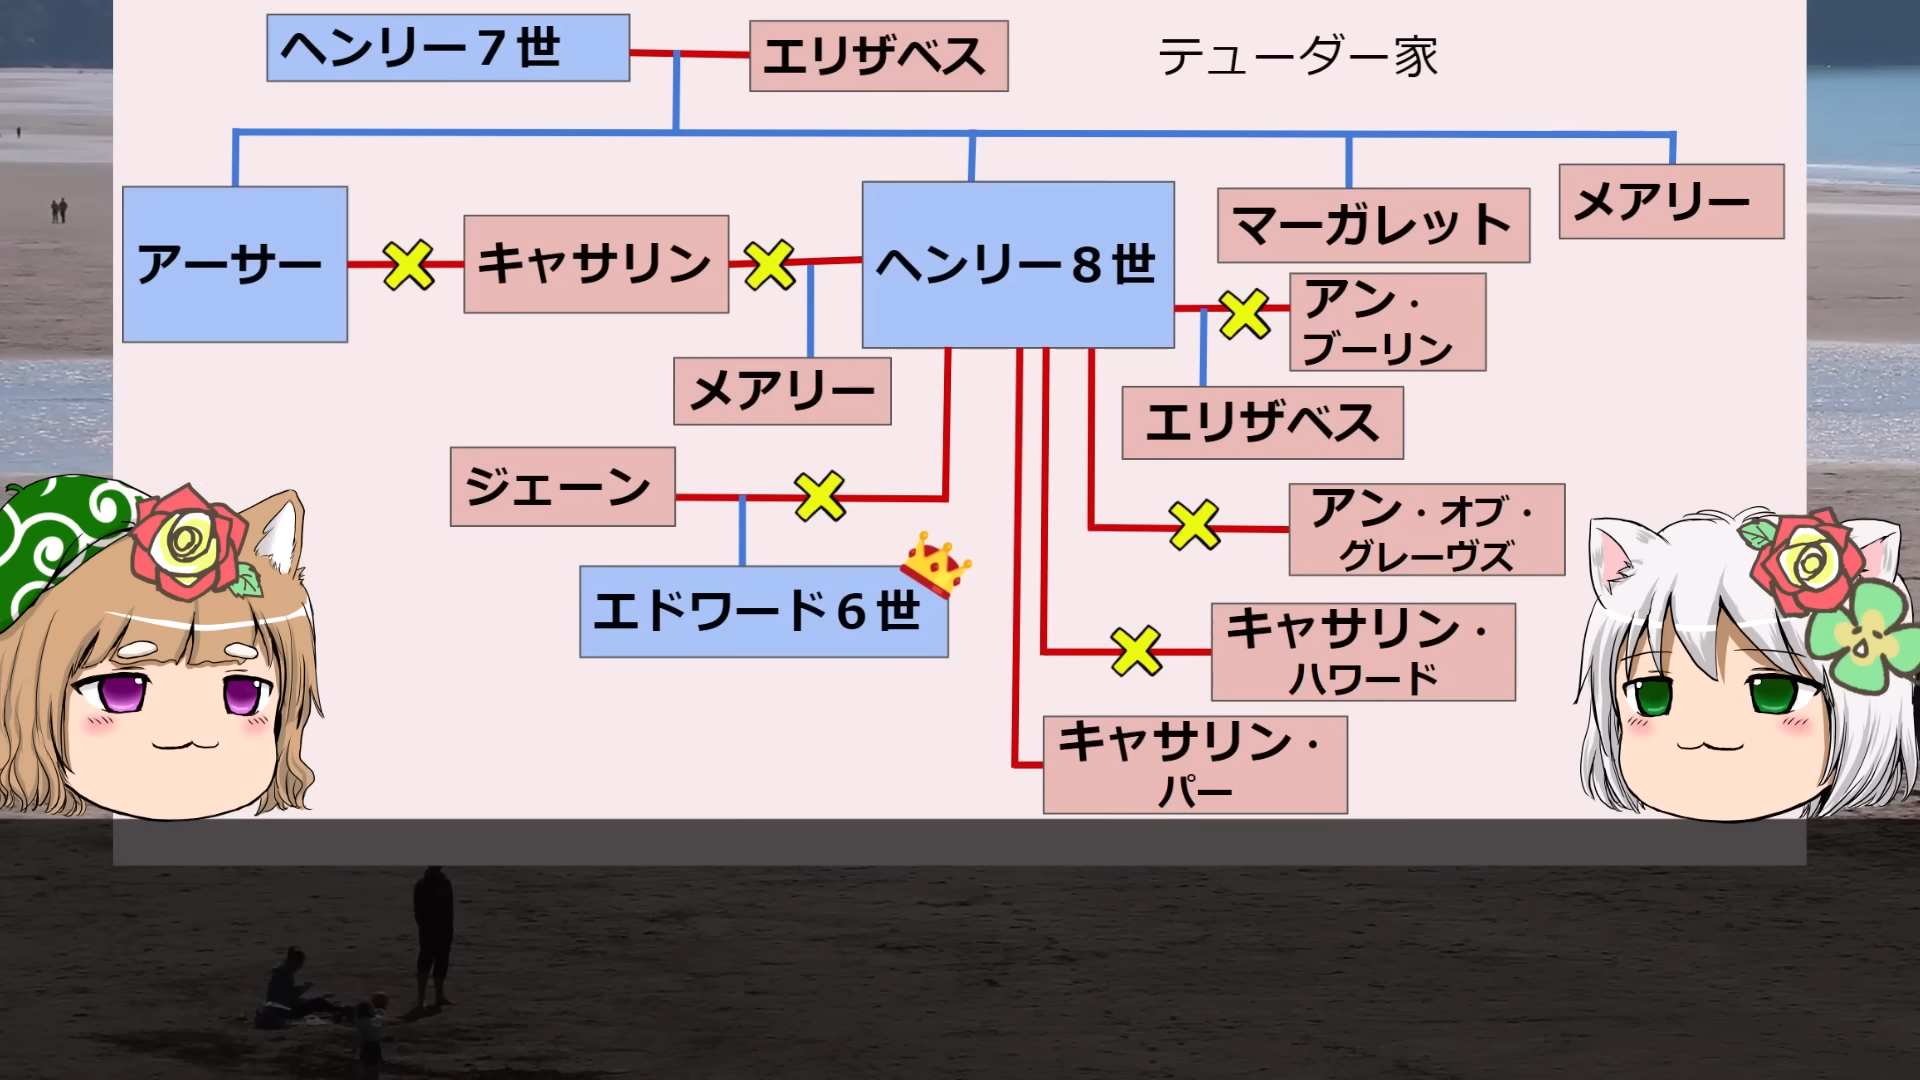 ヘンリー７世
エリザベス
テューダー家
アーサー
キャサリン
ヘンリー８世
マーガレット
メアリー
アン・
ブーリン
メアリー
エリザベス
ジェーン
アン・オブ・
グレーヴズ
エドワード６世
キャサリン・
ハワード
キャサリン・
パー